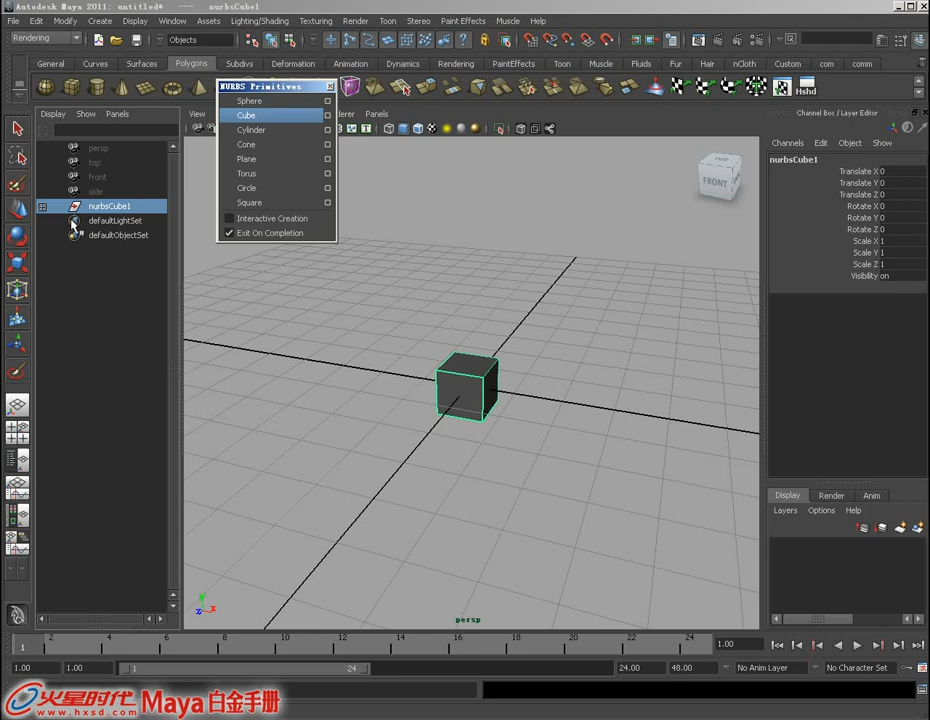 Autodesk Maya 2011: untitled* --- nurbsCube1
File Edit Modify Create Display Window Assets Lighting/Shading Texturing Render Toon Stereo Paint Effects Muscle Help
Rendering Objects
General Curves Surfaces Polygons Subdivs Deformation Animation Dynamics Rendering PaintEffects Toon Muscle Fluids Fur Hair nCloth Custom com comm
Hshd
NURBS Primitives
Sphere
Cube
Cylinder
Cone
Plane
Torus
Circle
Square
Interactive Creation
Exit On Completion
Display Show Panels
persp
top
front
side
nurbsCube1
defaultLightSet
defaultObjectSet
View Panels
FRONT
persp
Channel Box / Layer Editor
Channels Edit Object Show
nurbsCube1
Translate X 0
Translate Y 0
Translate Z 0
Rotate X 0
Rotate Y 0
Rotate Z 0
Scale X 1
Scale Y 1
Scale Z 1
Visibility on
Display Render Anim
Layers Options Help
Y
Z X
1 2 4 6 8 10 12 14 16 18 20 22 24 1.00
1.00 1.00 1 24 24.00 48.00 No Anim Layer No Character Set
火星时代 Maya 白金手册
www.hxsd.com